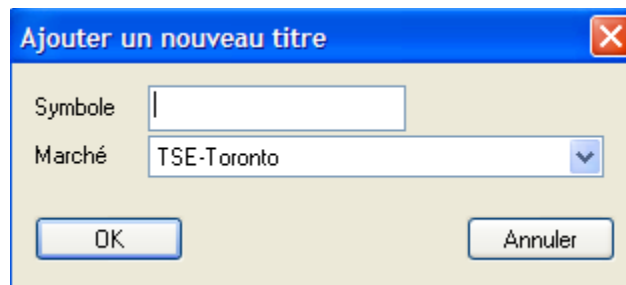 Ajouter un nouveau titre
Symbole
Marché TSE-Toronto
OK Annuler